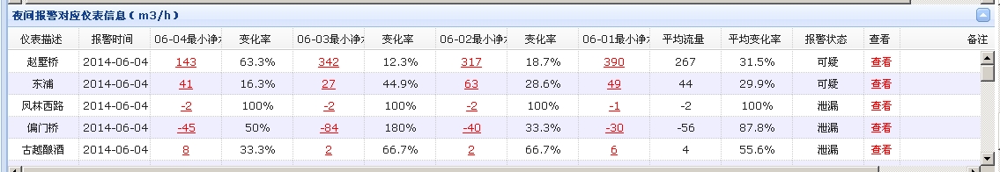 夜间报警对应仪表信息（m3/h）
仪表描述 报警时间 06-04最小净水 变化率 06-03最小净水 变化率 06-02最小净水 变化率 06-01最小净水 平均流量 平均变化率 报警状态 查看 备注
赵墅桥 2014-06-04 143 63.3% 342 12.3% 317 18.7% 390 267 31.5% 可疑 查看
东浦 2014-06-04 41 16.3% 27 44.9% 63 28.6% 49 44 29.9% 可疑 查看
凤林西路 2014-06-04 -2 100% -2 100% -2 100% -1 -2 100% 泄漏 查看
偏门桥 2014-06-04 -45 50% -84 180% -40 33.3% -30 -56 87.8% 泄漏 查看
古越酿酒 2014-06-04 8 33.3% 2 66.7% 2 66.7% 6 4 55.6% 泄漏 查看